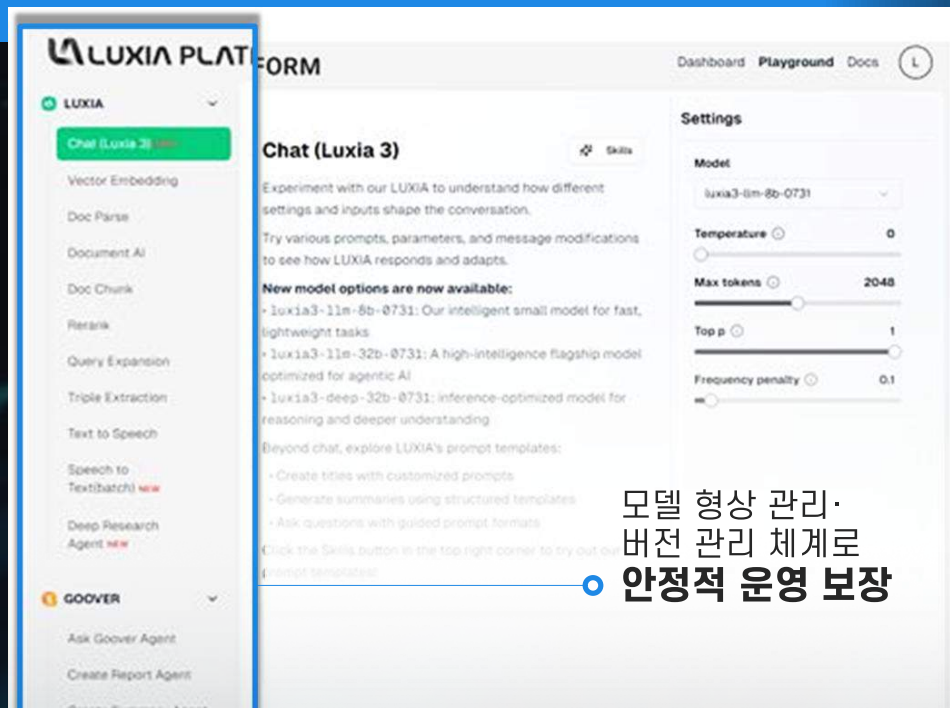 LUXIA PLATFORM
LUXIA
Chat (Luxia 3)
Vector Embedding
Doc Parse
Document AI
Doc Chunk
Rerank
Query Expansion
Triple Extraction
Text to Speech
Speech to
Text(batch) NEW
Deep Research
Agent NEW
GOOVER
Ask Goover Agent
Create Report Agent
Dashboard Playground Docs L
Chat (Luxia 3)
Skills
Experiment with our LUXIA to understand how different
settings and inputs shape the conversation.
Try various prompts, parameters, and message modifications
to see how LUXIA responds and adapts.
New model options are now available:
• luxia3-llm-8b-0731: Our intelligent small model for fast,
lightweight tasks
• luxia3-llm-32b-0731: A high-intelligence flagship model
optimized for agentic AI
• luxia3-deep-32b-0731: inference-optimized model for
reasoning and deeper understanding
Beyond chat, explore LUXIA's prompt templates:
• Create titles with customized prompts
• Generate summaries using structured templates
• Ask questions with guided prompt formats
Click the Skills button in the top right corner to try out our
prompt templates!
Settings
Model
luxia3-llm-8b-0731
Temperature 0
Max tokens 2048
Top p 1
Frequency penalty 0.1
모델 형상 관리·
버전 관리 체계로
안정적 운영 보장